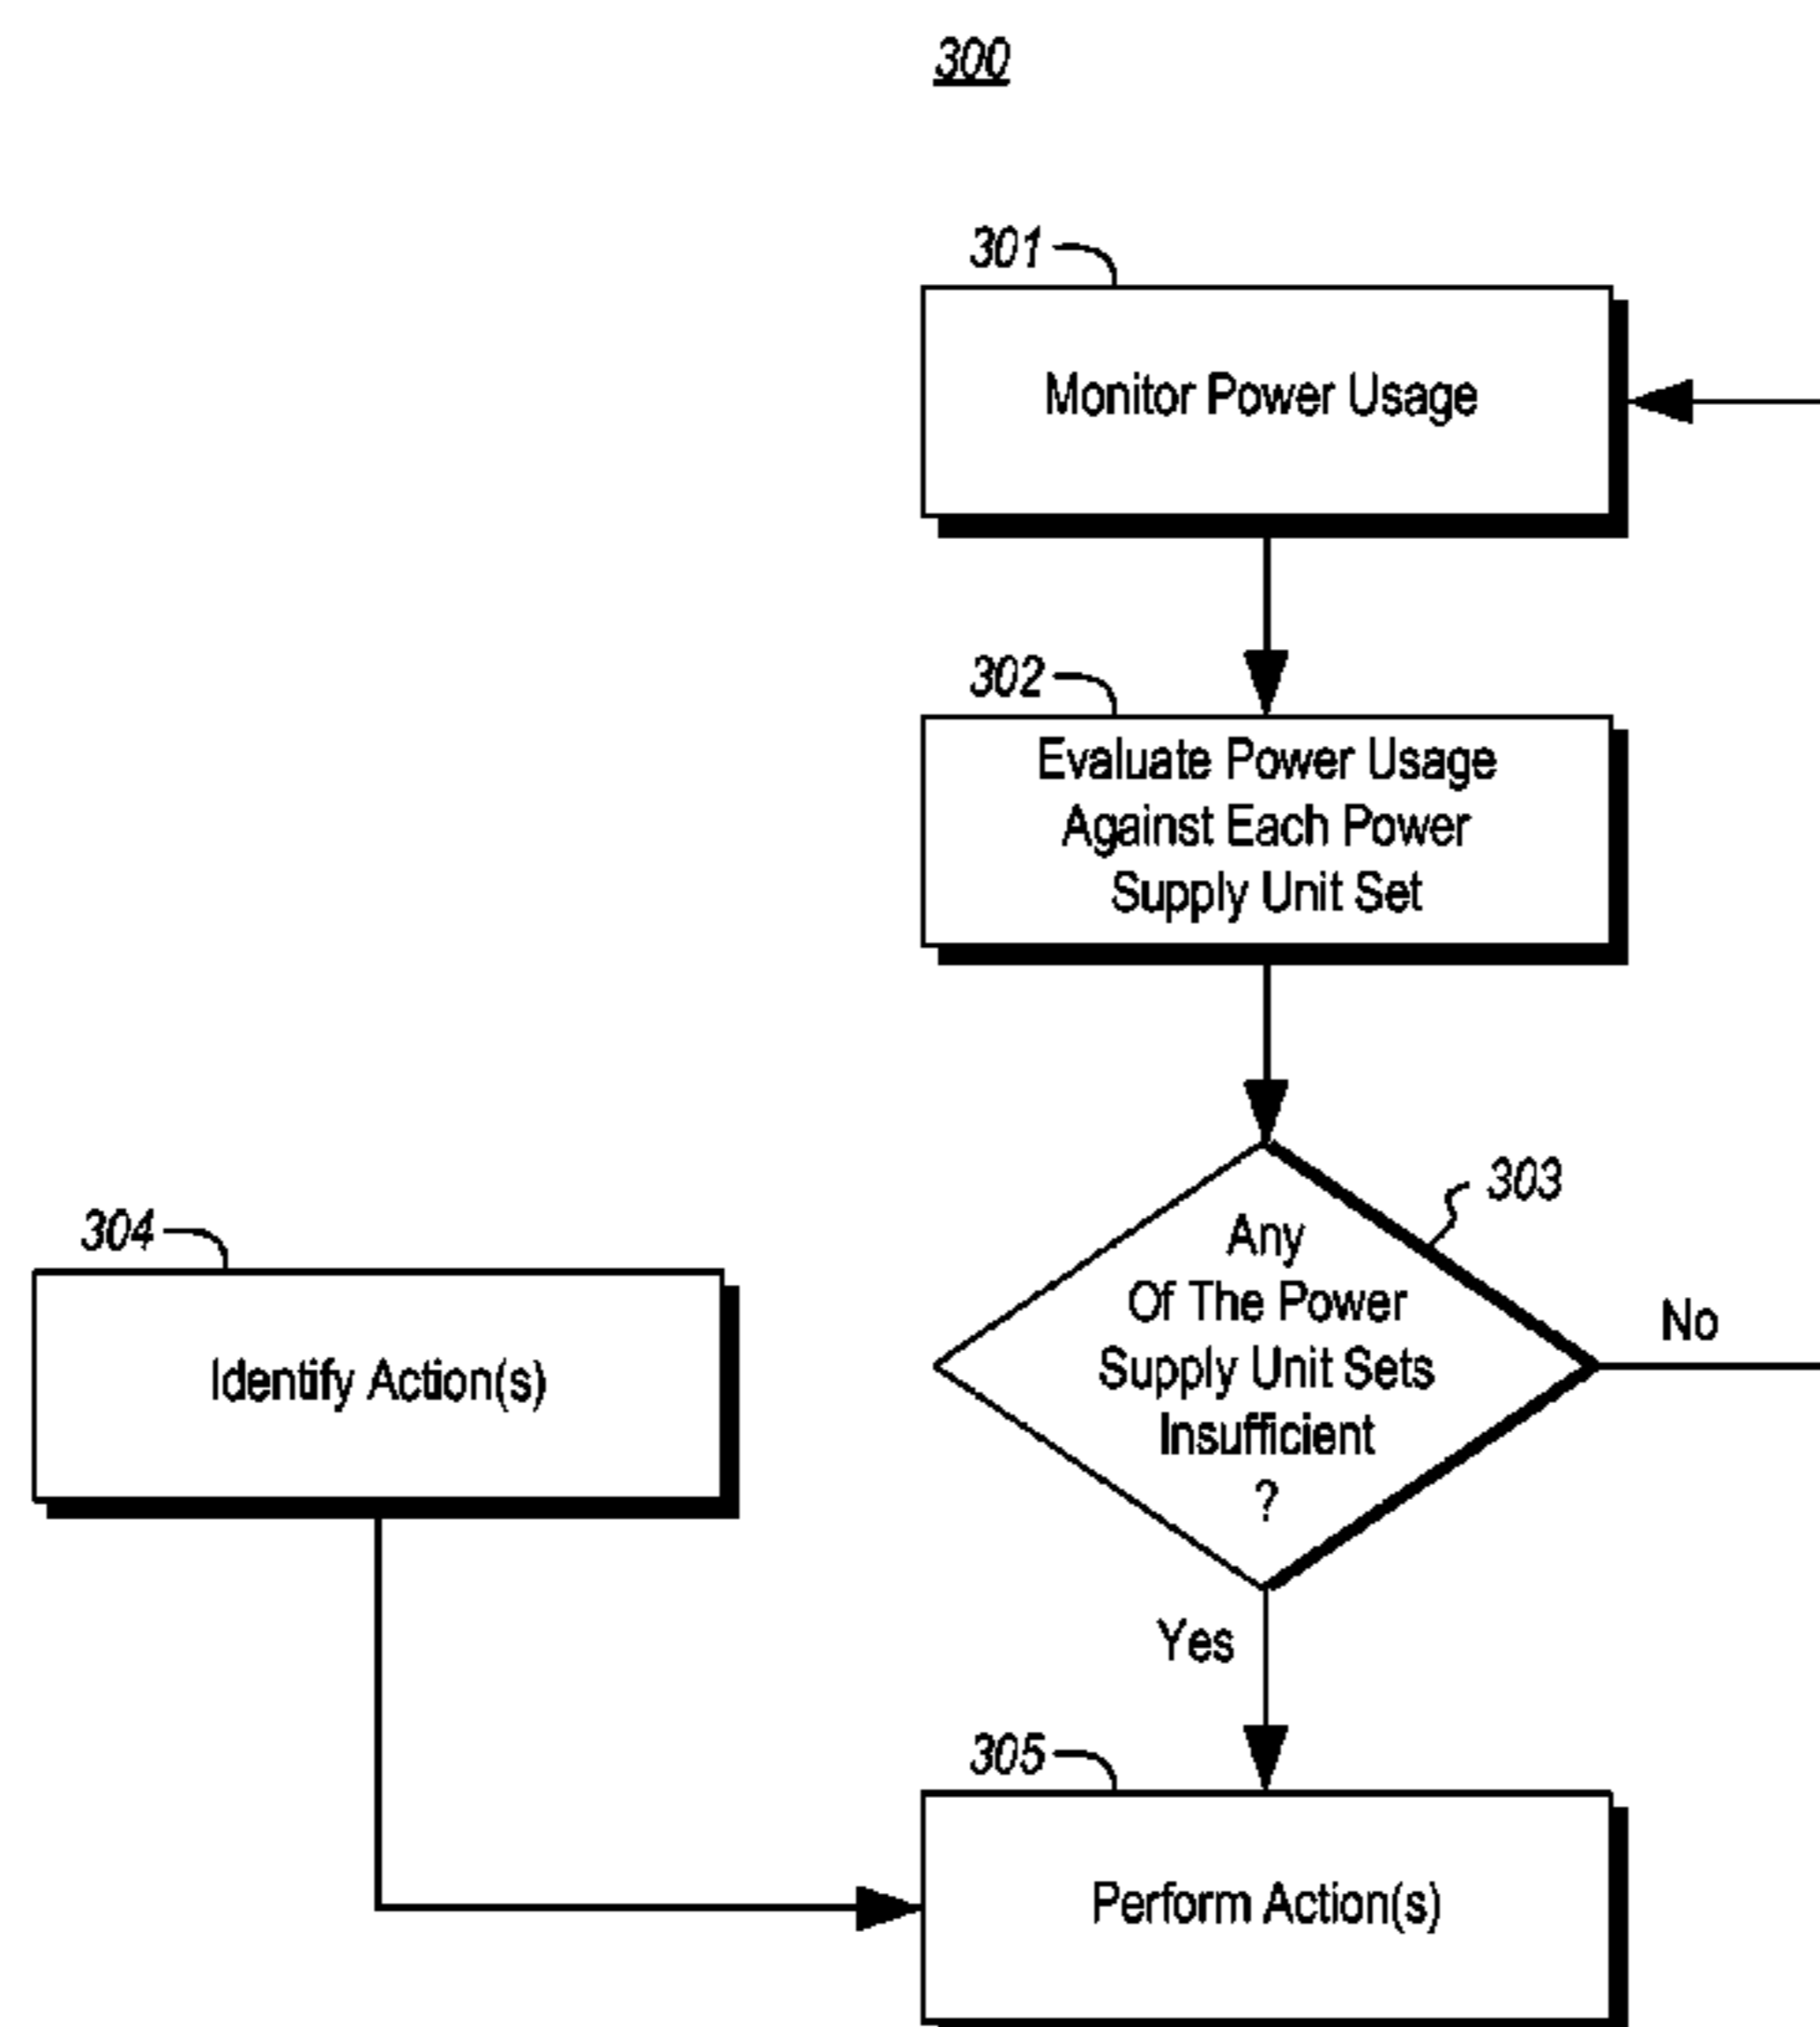 300
301
Monitor Power Usage
302
Evaluate Power Usage
Against Each Power
Supply Unit Set
303
Any
Of The Power
Supply Unit Sets
Insufficient
?
No
304
Identify Action(s)
Yes
305
Perform Action(s)